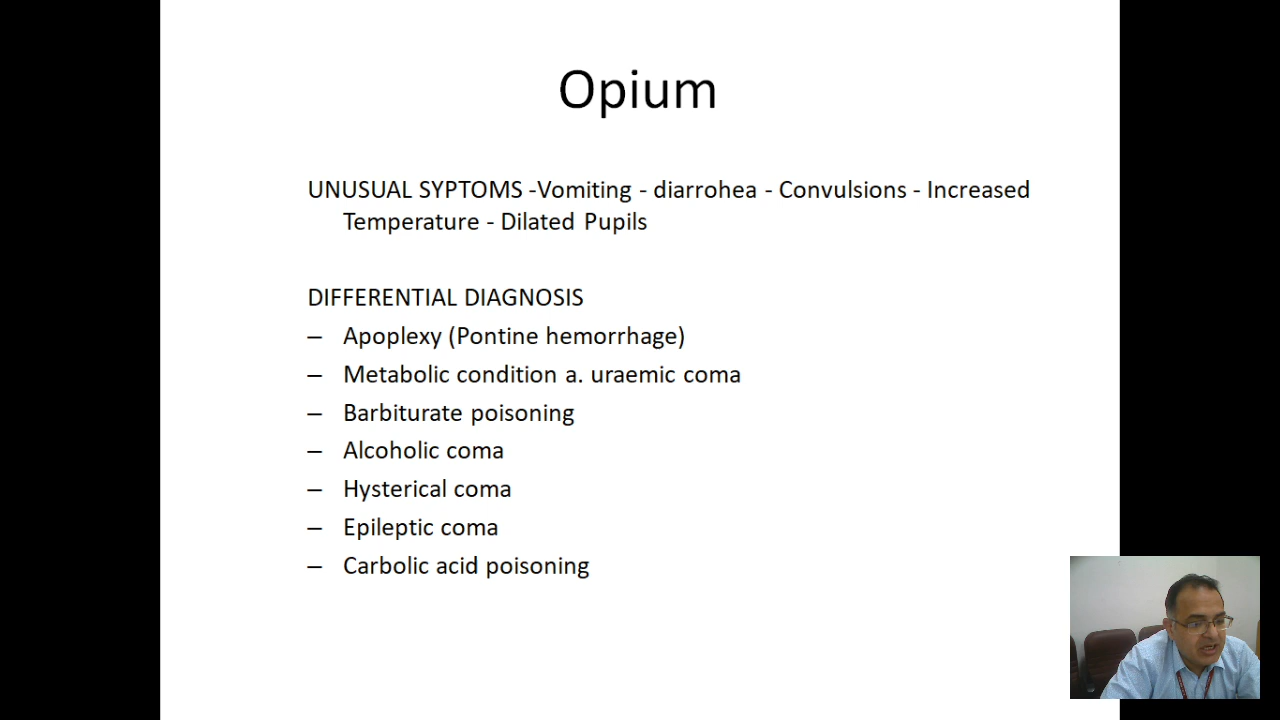 Opium
UNUSUAL SYPTOMS -Vomiting - diarrohea - Convulsions - Increased
Temperature - Dilated Pupils
DIFFERENTIAL DIAGNOSIS
– Apoplexy (Pontine hemorrhage)
– Metabolic condition a. uraemic coma
– Barbiturate poisoning
– Alcoholic coma
– Hysterical coma
– Epileptic coma
– Carbolic acid poisoning